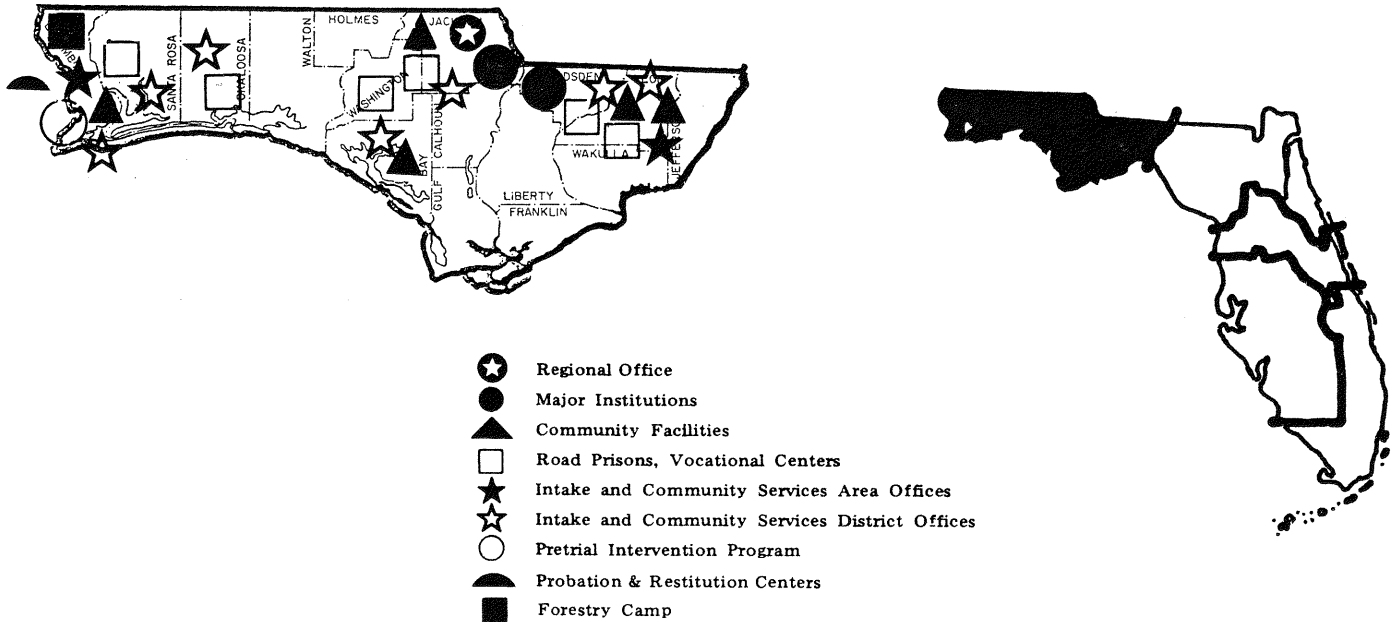 HOLMES
WALTON
SANTA ROSA
WASHINGTON
CALHOUN
BAY
GULF
WAKULLA
LIBERTY
FRANKLIN
Regional Office
Major Institutions
Community Facilities
Road Prisons, Vocational Centers
Intake and Community Services Area Offices
Intake and Community Services District Offices
Pretrial Intervention Program
Probation & Restitution Centers
Forestry Camp